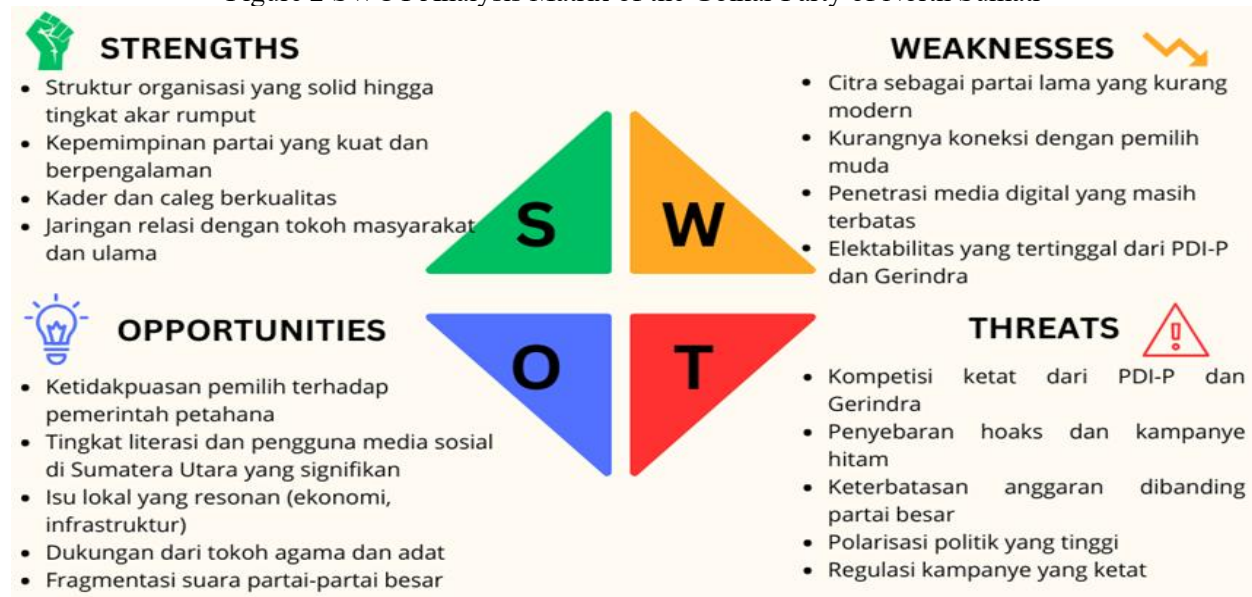 STRENGTHS
• Struktur organisasi yang solid hingga
tingkat akar rumput
• Kepemimpinan partai yang kuat dan
berpengalaman
• Kader dan caleg berkualitas
• Jaringan relasi dengan tokoh masyarakat
dan ulama
WEAKNESSES
• Citra sebagai partai lama yang kurang
modern
• Kurangnya koneksi dengan pemilih
muda
• Penetrasi media digital yang masih
terbatas
• Elektabilitas yang tertinggal dari PDI-P
dan Gerindra
S
W
O
T
OPPORTUNITIES
• Ketidakpuasan pemilih terhadap
pemerintah petahana
• Tingkat literasi dan pengguna media sosial
di Sumatera Utara yang signifikan
• Isu lokal yang resonan (ekonomi,
infrastruktur)
• Dukungan dari tokoh agama dan adat
• Fragmentasi suara partai-partai besar
THREATS
• Kompetisi ketat dari PDI-P dan
Gerindra
• Penyebaran hoaks dan kampanye
hitam
• Keterbatasan anggaran dibanding
partai besar
• Polarisasi politik yang tinggi
• Regulasi kampanye yang ketat